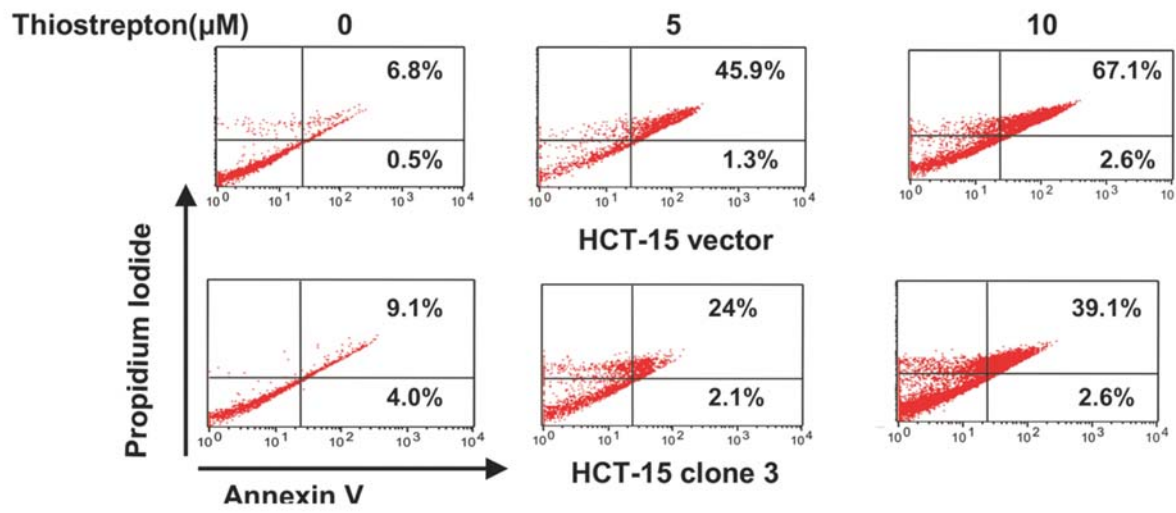 Thiostrepton(µM) 0 5 10
6.8% 45.9% 67.1%
0.5% 1.3% 2.6%
10⁰ 10¹ 10² 10³ 10⁴ 10⁰ 10¹ 10² 10³ 10⁴ 10⁰ 10¹ 10² 10³ 10⁴
HCT-15 vector
Propidium Iodide
9.1% 24% 39.1%
4.0% 2.1% 2.6%
10⁰ 10¹ 10² 10³ 10⁴ 10⁰ 10¹ 10² 10³ 10⁴ 10⁰ 10¹ 10² 10³ 10⁴
HCT-15 clone 3
Annexin V